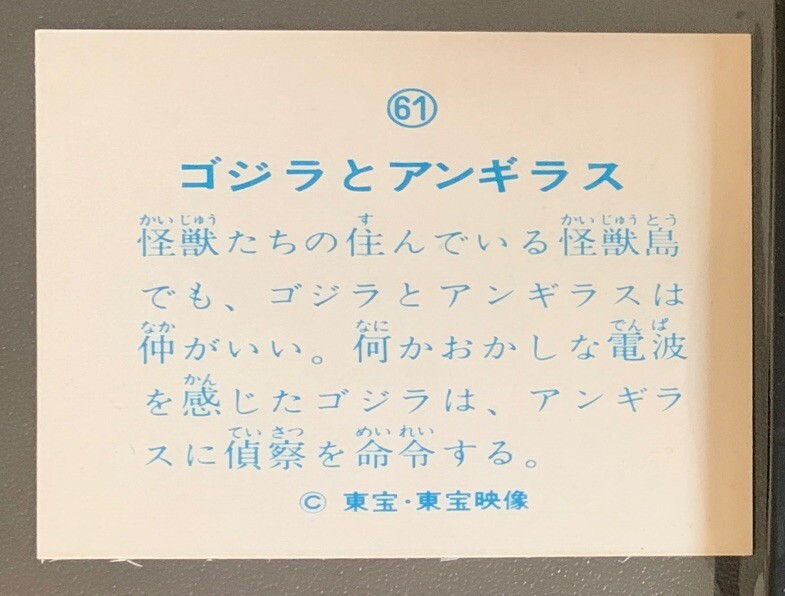 61
ゴジラとアンギラス
かいじゅう す かいじゅうとう
怪獣たちの住んでいる怪獣島
でも、ゴジラとアンギラスは
なか なに でんぱ
仲がいい。何かおかしな電波
かん
を感じたゴジラは、アンギラ
ていさつ めいれい
スに偵察を命令する。
© 東宝・東宝映像